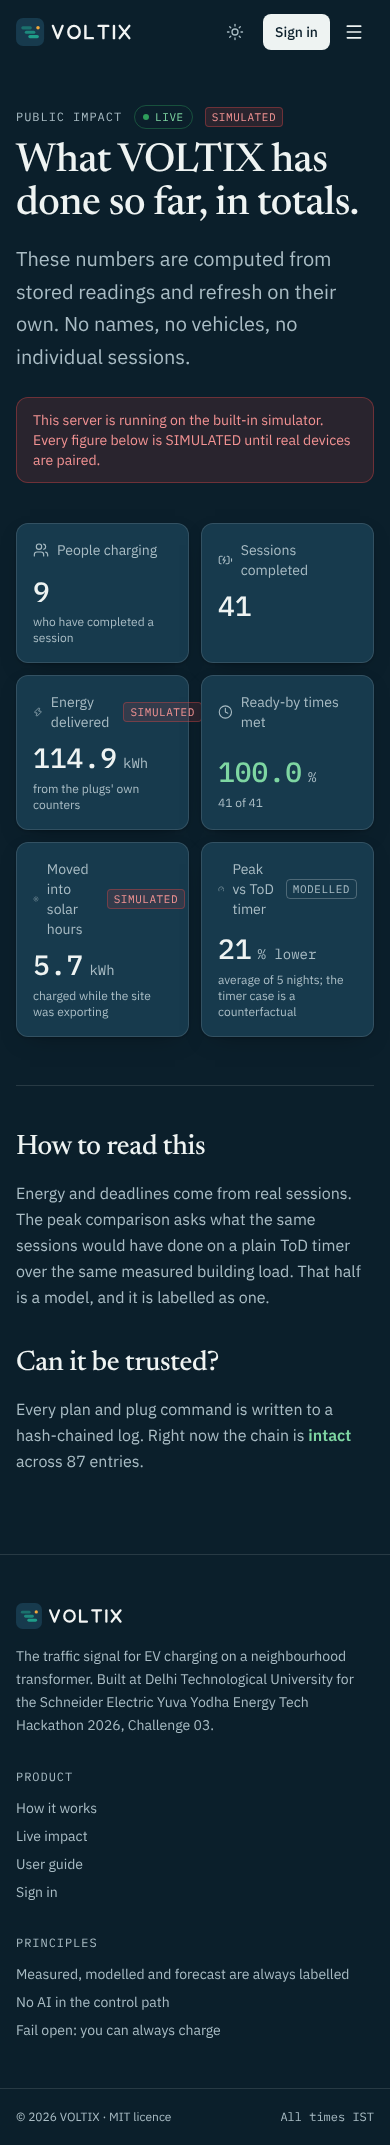 VOLTIX
Sign in
PUBLIC IMPACT
LIVE
SIMULATED
What VOLTIX has
done so far, in totals.
These numbers are computed from
stored readings and refresh on their
own. No names, no vehicles, no
individual sessions.
This server is running on the built-in simulator.
Every figure below is SIMULATED until real devices
are paired.
People charging
9
who have completed a
session
Sessions
completed
41
Energy
delivered
SIMULATED
114.9 kWh
from the plugs' own
counters
Ready-by times
met
100.0 %
41 of 41
Moved
into
solar
hours
SIMULATED
5.7 kWh
charged while the site
was exporting
Peak
vs ToD
timer
MODELLED
21 % lower
average of 5 nights; the
timer case is a
counterfactual
How to read this
Energy and deadlines come from real sessions.
The peak comparison asks what the same
sessions would have done on a plain ToD timer
over the same measured building load. That half
is a model, and it is labelled as one.
Can it be trusted?
Every plan and plug command is written to a
hash-chained log. Right now the chain is intact
across 87 entries.
VOLTIX
The traffic signal for EV charging on a neighbourhood
transformer. Built at Delhi Technological University for
the Schneider Electric Yuva Yodha Energy Tech
Hackathon 2026, Challenge 03.
PRODUCT
How it works
Live impact
User guide
Sign in
PRINCIPLES
Measured, modelled and forecast are always labelled
No AI in the control path
Fail open: you can always charge
© 2026 VOLTIX · MIT licence
All times IST